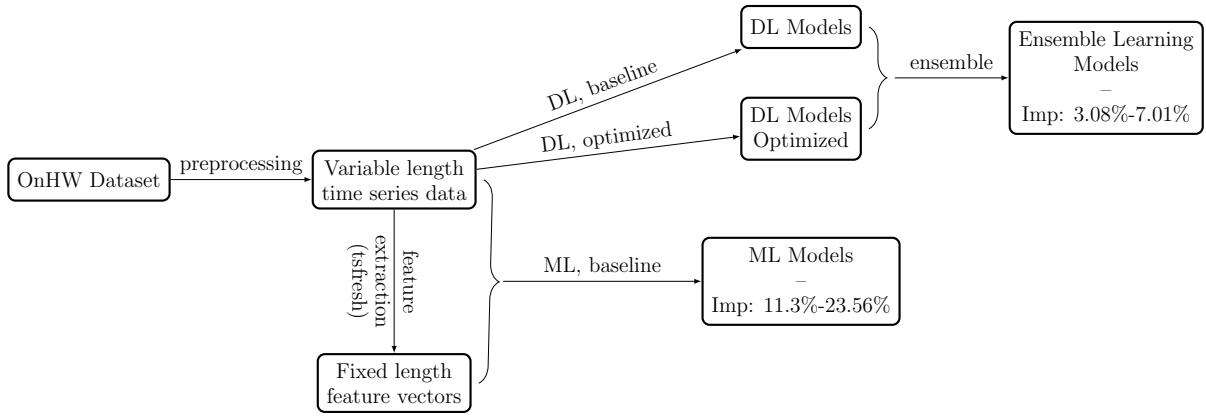 OnHW Dataset
preprocessing
Variable length
time series data
feature
extraction
(tsfresh)
Fixed length
feature vectors
DL, baseline
DL, optimized
DL Models
DL Models
Optimized
ensemble
Ensemble Learning
Models
–
Imp: 3.08%-7.01%
ML, baseline
ML Models
–
Imp: 11.3%-23.56%